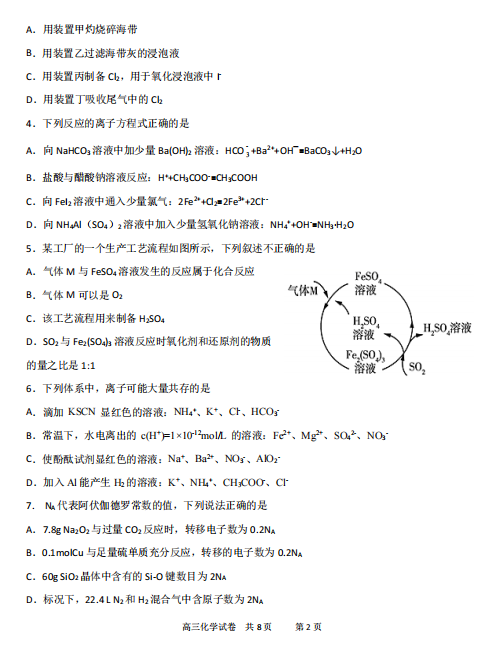 A．用装置甲灼烧碎海带
B．用装置乙过滤海带灰的浸泡液
C．用装置丙制备 Cl₂，用于氧化浸泡液中 I⁻
D．用装置丁吸收尾气中的 Cl₂
4．下列反应的离子方程式正确的是
A．向 NaHCO₃ 溶液中加少量 Ba(OH)₂ 溶液：HCO₃⁻+Ba²⁺+OH⁻═BaCO₃↓+H₂O
B．盐酸与醋酸钠溶液反应：H⁺+CH₃COO⁻═CH₃COOH
C．向 FeI₂ 溶液中通入少量氯气：2Fe²⁺+Cl₂═2Fe³⁺+2Cl⁻
D．向 NH₄Al（SO₄）₂ 溶液中加入少量氢氧化钠溶液：NH₄⁺+OH⁻═NH₃•H₂O
5．某工厂的一个生产工艺流程如图所示，下列叙述不正确的是
A．气体 M 与 FeSO₄ 溶液发生的反应属于化合反应
B．气体 M 可以是 O₂
C．该工艺流程用来制备 H₂SO₄
D．SO₂ 与 Fe₂(SO₄)₃ 溶液反应时氧化剂和还原剂的物质
的量之比是 1:1
FeSO₄
溶液
气体M
H₂SO₄
溶液
H₂SO₄溶液
Fe₂(SO₄)₃
溶液
SO₂
6．下列体系中，离子可能大量共存的是
A．滴加 KSCN 显红色的溶液：NH₄⁺、K⁺、Cl⁻、HCO₃⁻
B．常温下，水电离出的 c(H⁺)=1×10⁻¹²mol/L 的溶液：Fe²⁺、Mg²⁺、SO₄²⁻、NO₃⁻
C．使酚酞试剂显红色的溶液：Na⁺、Ba²⁺、NO₃⁻、AlO₂⁻
D．加入 Al 能产生 H₂ 的溶液：K⁺、NH₄⁺、CH₃COO⁻、Cl⁻
7． Nᴀ 代表阿伏伽德罗常数的值，下列说法正确的是
A．7.8g Na₂O₂ 与过量 CO₂ 反应时，转移电子数为 0.2Nᴀ
B．0.1molCu 与足量硫单质充分反应，转移的电子数为 0.2Nᴀ
C．60g SiO₂ 晶体中含有的 Si-O 键数目为 2Nᴀ
D．标况下，22.4 L N₂ 和 H₂ 混合气中含原子数为 2Nᴀ
高三化学试卷 共 8 页 第 2 页